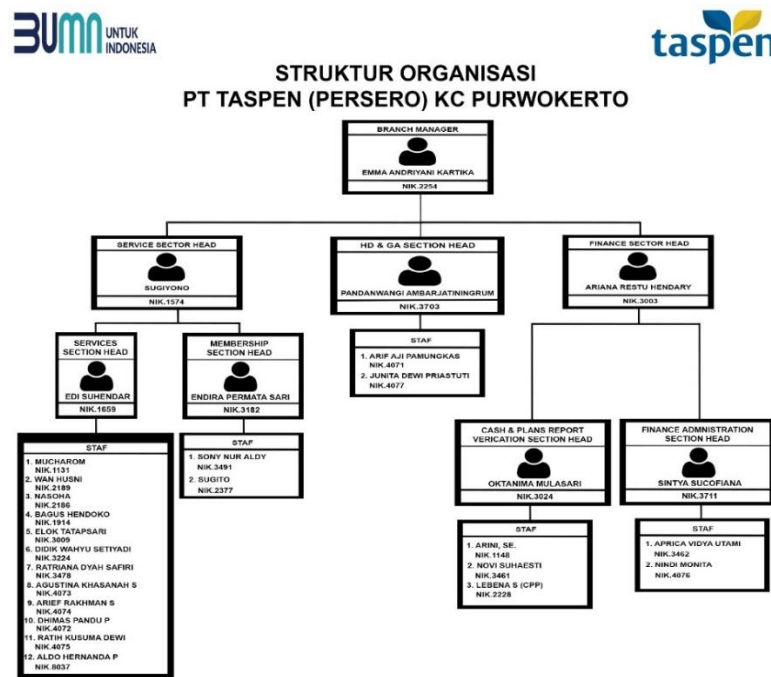 BUMN UNTUK
INDONESIA
taspen
STRUKTUR ORGANISASI
PT TASPEN (PERSERO) KC PURWOKERTO
BRANCH MANAGER
EMMA ANDRIYANI KARTIKA
NIK.2254
SERVICE SECTOR HEAD
SUGIYONO
NIK.1574
HD & GA SECTION HEAD
PANDANWANGI AMBARJATININGRUM
NIK.3703
FINANCE SECTOR HEAD
ARIANA RESTU HENDARY
NIK.3003
SERVICES
SECTION HEAD
EDI SUHENDAR
NIK.1659
MEMBERSHIP
SECTION HEAD
ENDIRA PERMATA SARI
NIK.3182
STAF
1. ARIF AJI PAMUNGKAS
NIK.4071
2. JUNITA DEWI PRIASTUTI
NIK.4077
CASH & PLANS REPORT
VERICATION SECTION HEAD
OKTANIMA MULASARI
NIK.3024
FINANCE ADMNISTRATION
SECTION HEAD
SINTYA SUCOFIANA
NIK.3711
STAF
1. MUCHAROM
NIK.1131
2. WAN HUSNI
NIK.2189
3. NASOHA
NIK.2186
4. BAGUS HENDOKO
NIK.1914
5. ELOK TATAPSARI
NIK.3009
6. DIDIK WAHYU SETIYADI
NIK.3224
7. RATRIANA DYAH SAFIRI
NIK.3478
8. AGUSTINA KHASANAH S
NIK.4073
9. ARIEF RAKHMAN S
NIK.4074
10. DHIMAS PANDU P
NIK.4072
11. RATIH KUSUMA DEWI
NIK.4075
12. ALDO HERNANDA P
NIK.8037
STAF
1. SONY NUR ALDY
NIK.3491
2. SUGITO
NIK.2377
STAF
1. ARINI, SE.
NIK.1148
2. NOVI SUHAESTI
NIK.3461
3. LEBENA S (CPP)
NIK.2228
STAF
1. APRICA VIDYA UTAMI
NIK.3462
2. NINDI MONITA
NIK.4076